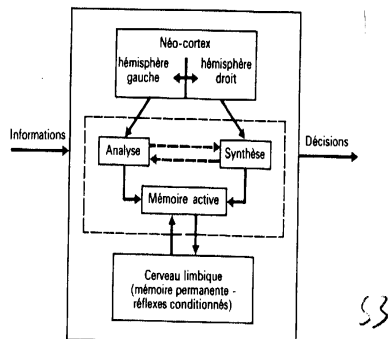 Néo-cortex
hémisphère hémisphère
gauche droit
Informations
Décisions
Analyse
Synthèse
Mémoire active
Cerveau limbique
(mémoire permanente -
réflexes conditionnés)
53